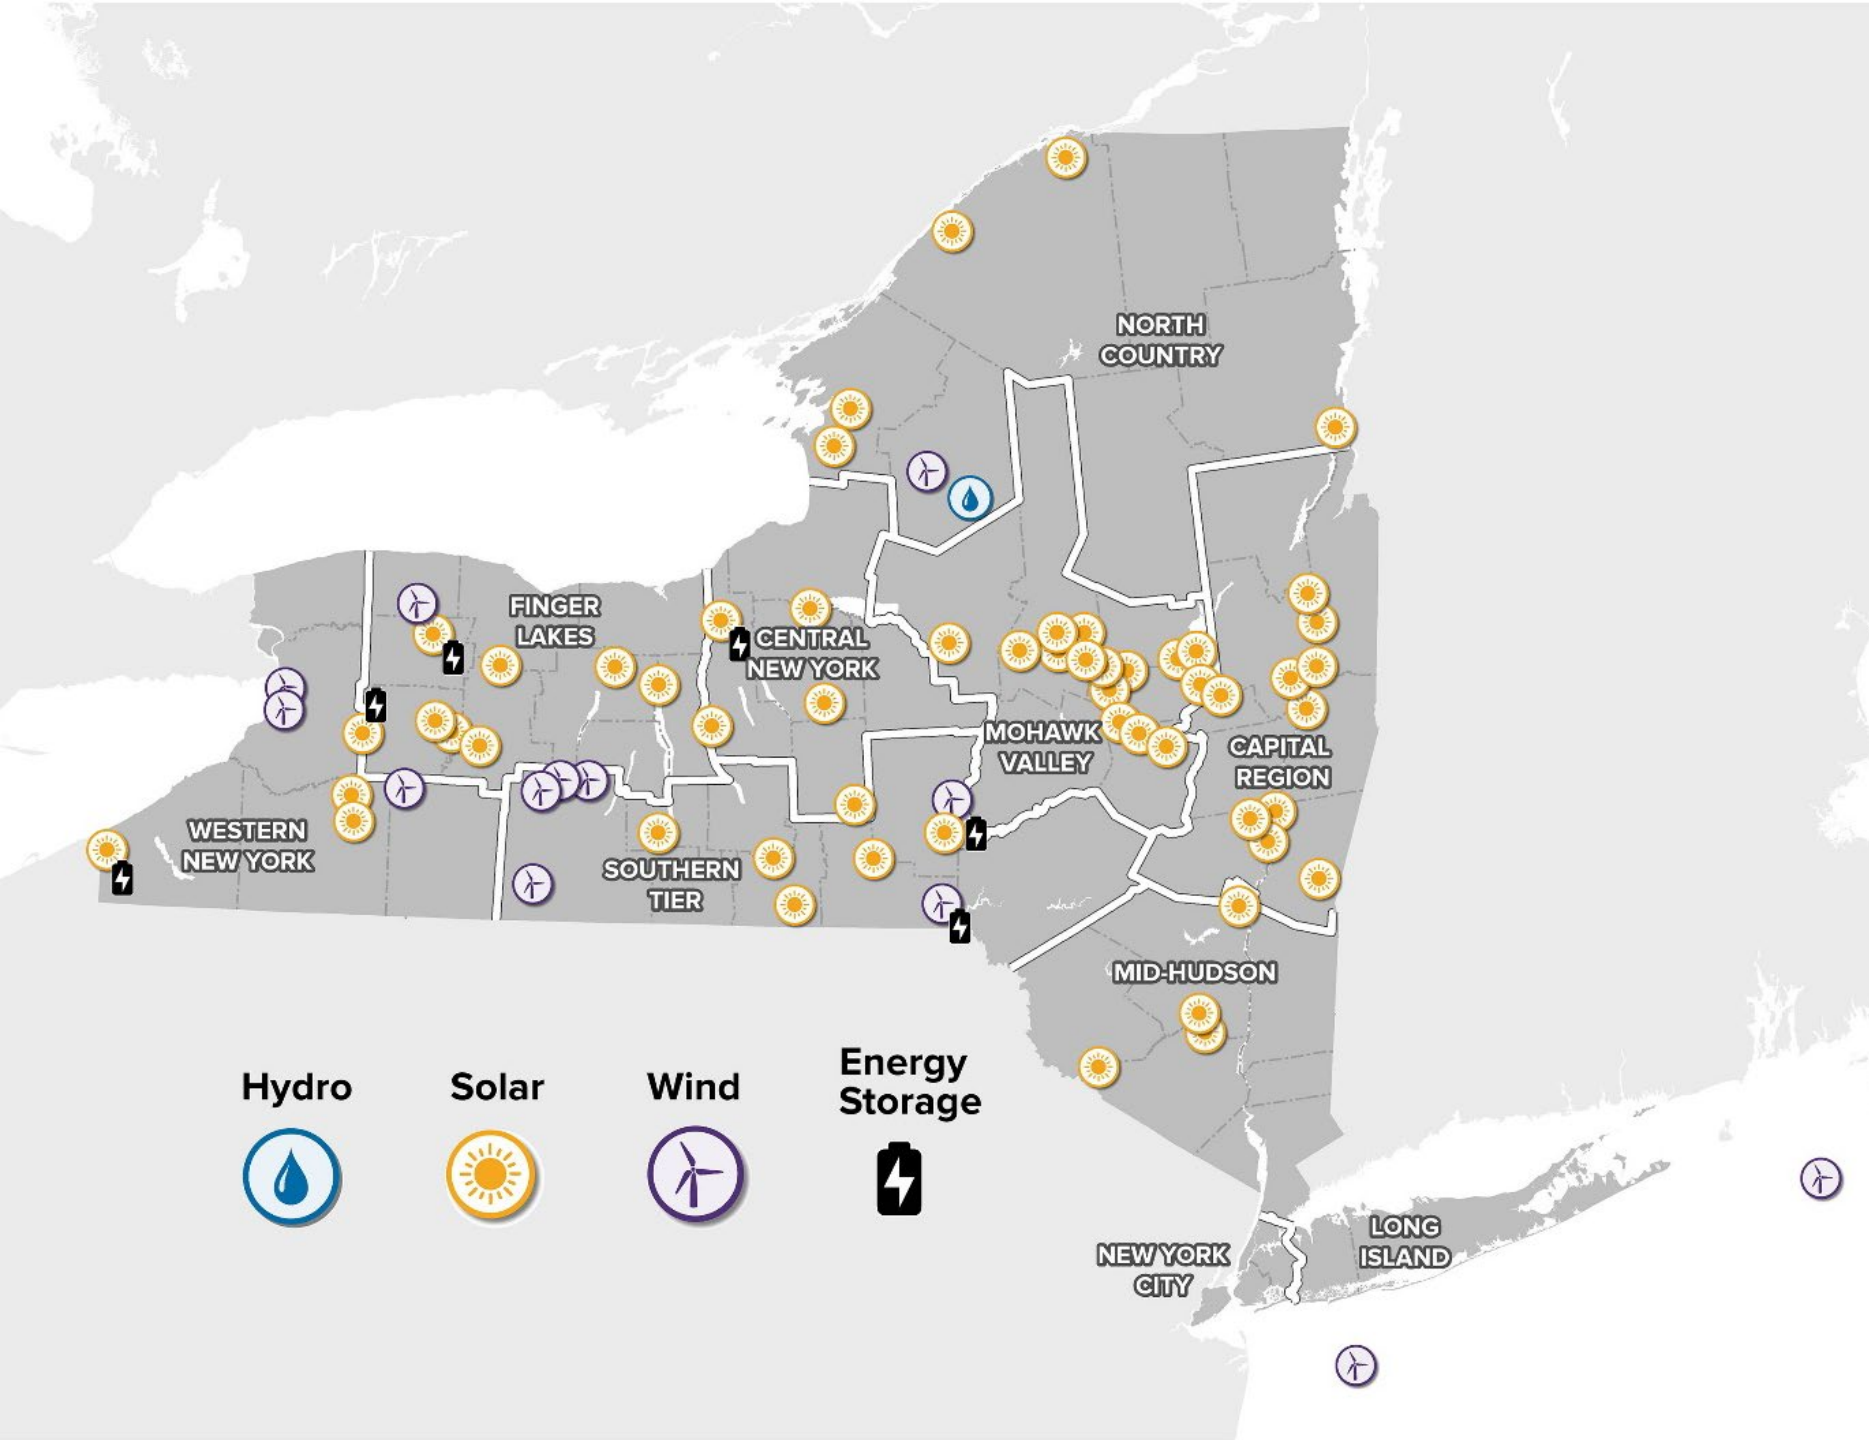 NORTH
COUNTRY
FINGER
LAKES
CENTRAL
NEW YORK
MOHAWK
VALLEY
CAPITAL
REGION
WESTERN
NEW YORK
SOUTHERN
TIER
MID-HUDSON
Hydro
Solar
Wind
Energy
Storage
NEW YORK
CITY
LONG
ISLAND